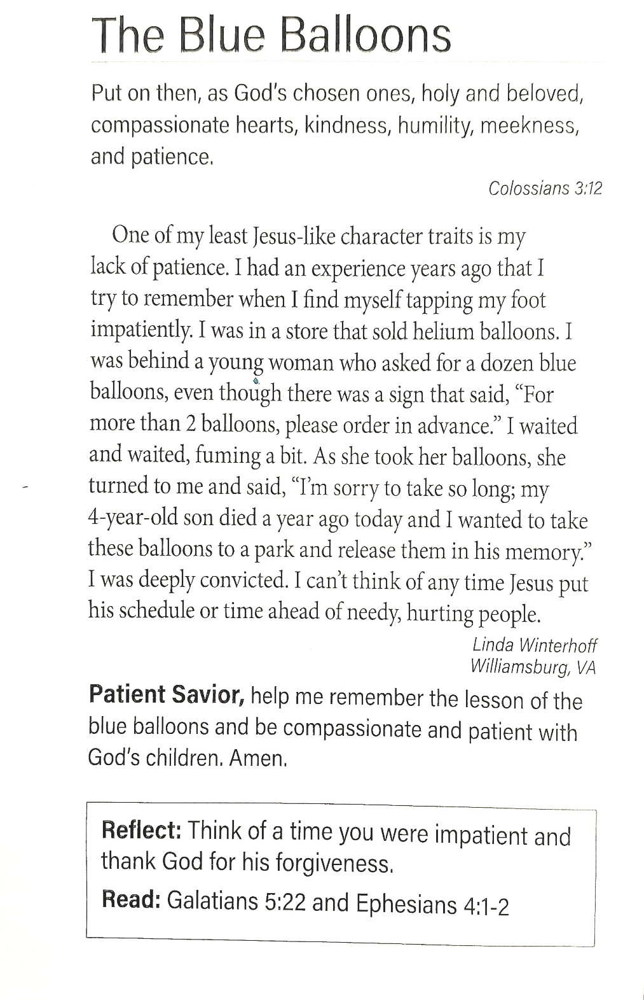 The Blue Balloons
Put on then, as God's chosen ones, holy and beloved,
compassionate hearts, kindness, humility, meekness,
and patience.
Colossians 3:12
One of my least Jesus-like character traits is my
lack of patience. I had an experience years ago that I
try to remember when I find myself tapping my foot
impatiently. I was in a store that sold helium balloons. I
was behind a young woman who asked for a dozen blue
balloons, even though there was a sign that said, “For
more than 2 balloons, please order in advance.” I waited
and waited, fuming a bit. As she took her balloons, she
turned to me and said, “I'm sorry to take so long; my
4-year-old son died a year ago today and I wanted to take
these balloons to a park and release them in his memory.”
I was deeply convicted. I can't think of any time Jesus put
his schedule or time ahead of needy, hurting people.
Linda Winterhoff
Williamsburg, VA
Patient Savior, help me remember the lesson of the
blue balloons and be compassionate and patient with
God's children. Amen.
Reflect: Think of a time you were impatient and
thank God for his forgiveness.
Read: Galatians 5:22 and Ephesians 4:1-2